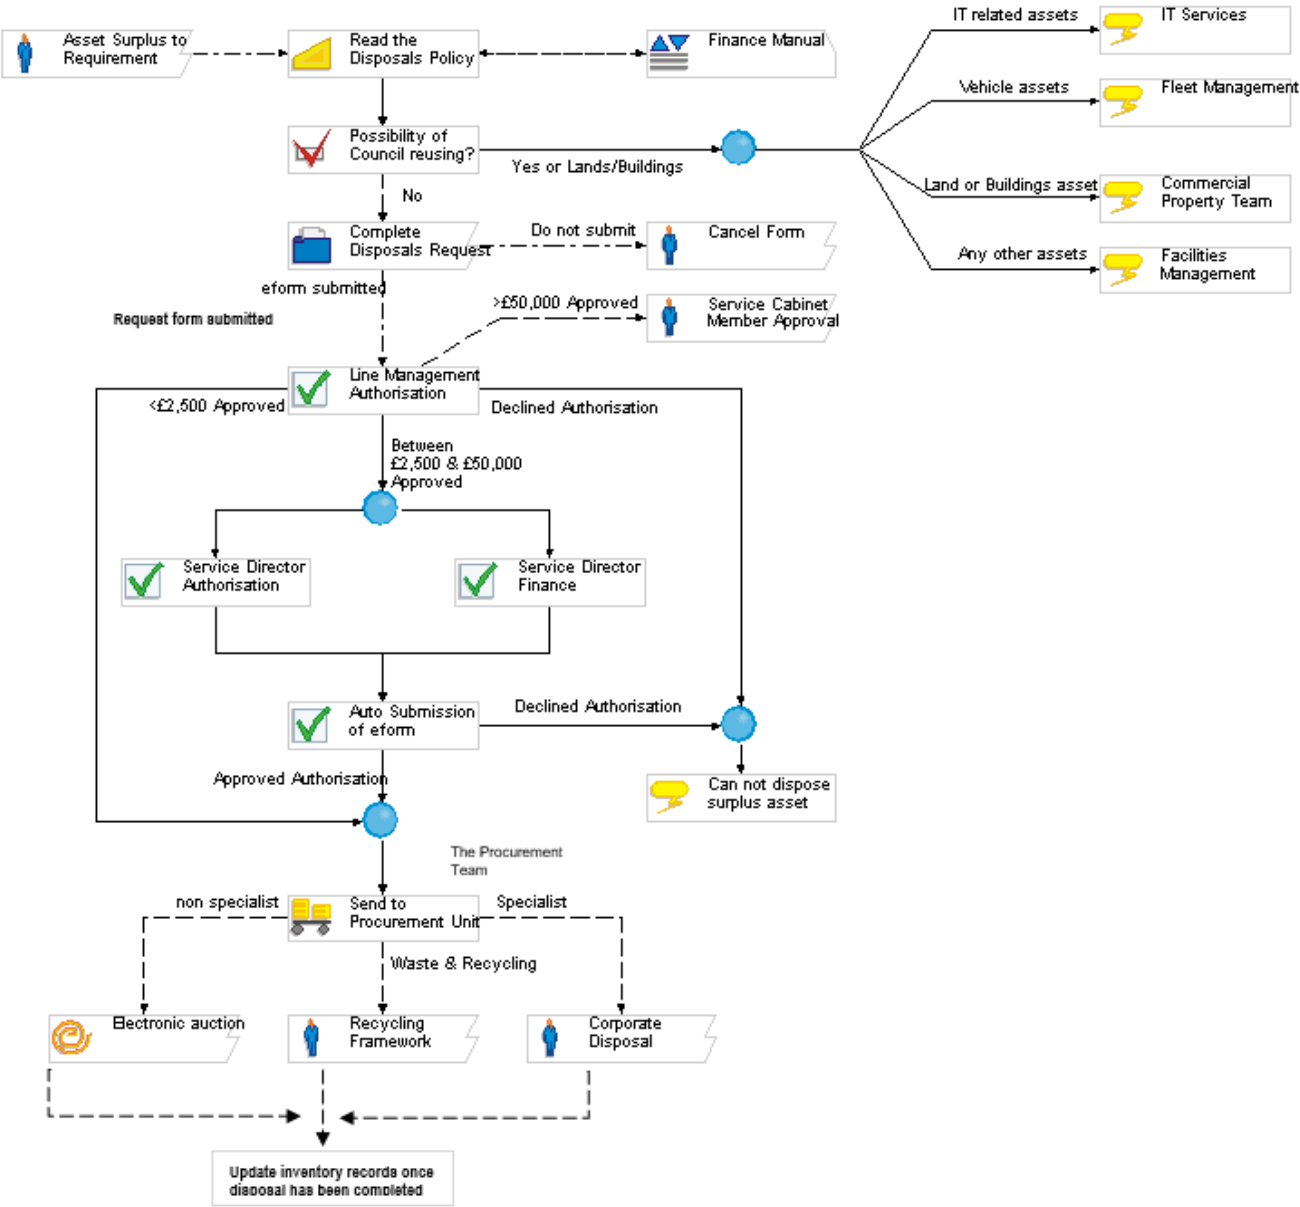 Asset Surplus to
Requirement
Read the
Disposals Policy
Finance Manual
IT related assets
IT Services
Vehicle assets
Fleet Management
Possibility of
Council reusing?
Yes or Lands/Buildings
Land or Buildings asset
Commercial
Property Team
No
Any other assets
Facilities
Management
Complete
Disposals Request
Do not submit
Cancel Form
eform submitted
Request form submitted
>£50,000 Approved
Service Cabinet
Member Approval
Line Management
Authorisation
<£2,500 Approved
Declined Authorisation
Between
£2,500 & £50,000
Approved
Service Director
Authorisation
Service Director
Finance
Auto Submission
of eform
Declined Authorisation
Approved Authorisation
Can not dispose
surplus asset
The Procurement
Team
non specialist
Send to
Procurement Unit
Specialist
Waste & Recycling
Electronic auction
Recycling
Framework
Corporate
Disposal
Update inventory records once
disposal has been completed